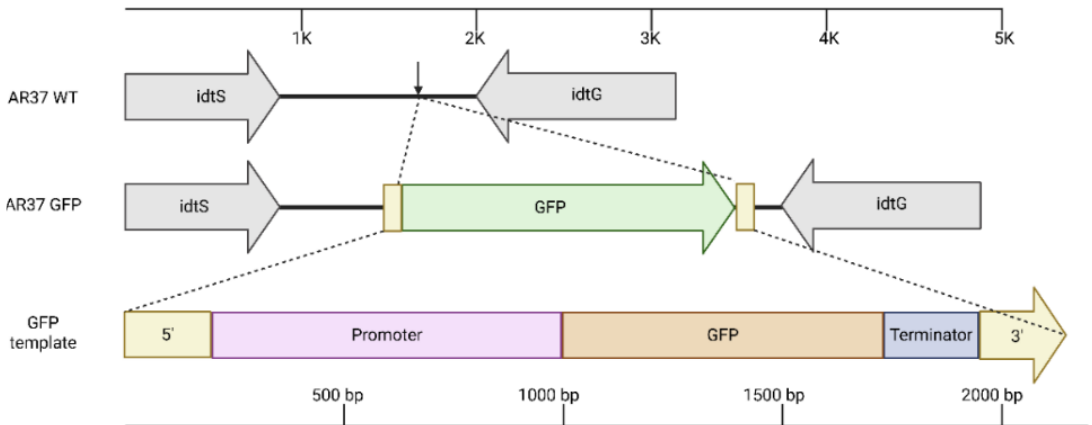 1K 2K 3K 4K 5K
AR37 WT idtS idtG
AR37 GFP idtS GFP idtG
GFP
template 5' Promoter GFP Terminator 3'
500 bp 1000 bp 1500 bp 2000 bp